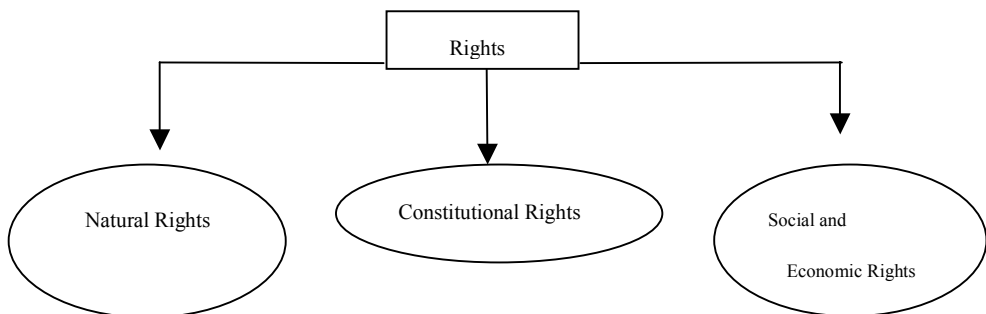 Rights
Natural Rights
Constitutional Rights
Social and
Economic Rights